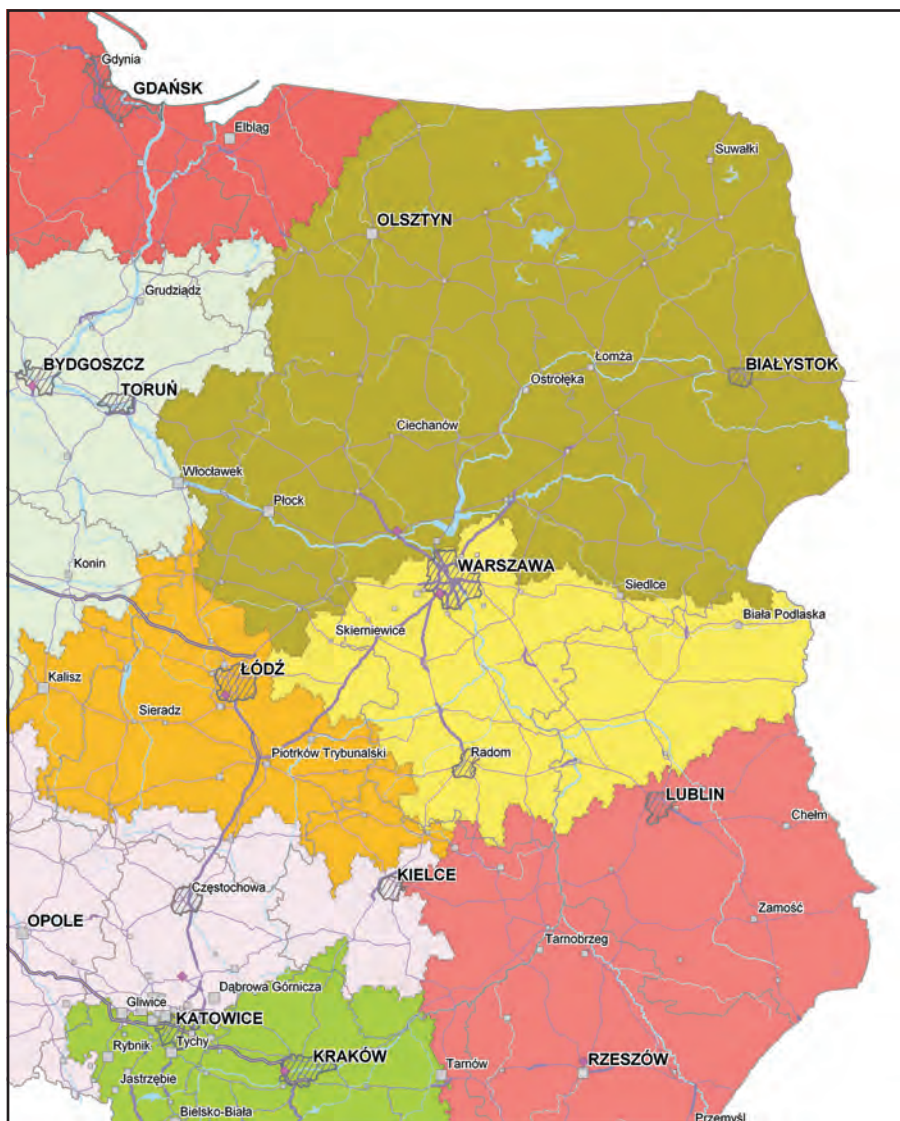 Gdynia
GDAŃSK
Elbląg
Suwałki
OLSZTYN
Grudziądz
BYDGOSZCZ
Łomża
BIAŁYSTOK
TORUŃ
Ostrołęka
Ciechanów
Włocławek
Płock
Konin
WARSZAWA
Siedlce
Biała Podlaska
Skierniewice
ŁÓDŹ
Kalisz
Sieradz
Piotrków Trybunalski
Radom
LUBLIN
Chełm
KIELCE
Częstochowa
OPOLE
Zamość
Tarnobrzeg
Dąbrowa Górnicza
Gliwice
KATOWICE
Tychy
Rybnik
KRAKÓW
RZESZÓW
Tarnów
Jastrzębie
Bielsko-Biała
Przemyśl